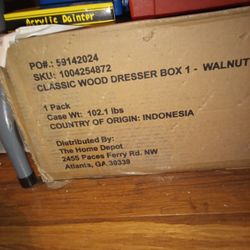 Acrylic Painter
PO#: 59142024
SKU: 1004254872
CLASSIC WOOD DRESSER BOX 1 - WALNUT
1 Pack
Case Wt: 102.1 lbs
COUNTRY OF ORIGIN: INDONESIA
Distributed By:
The Home Depot
2455 Paces Ferry Rd. NW
Atlanta, GA 30339